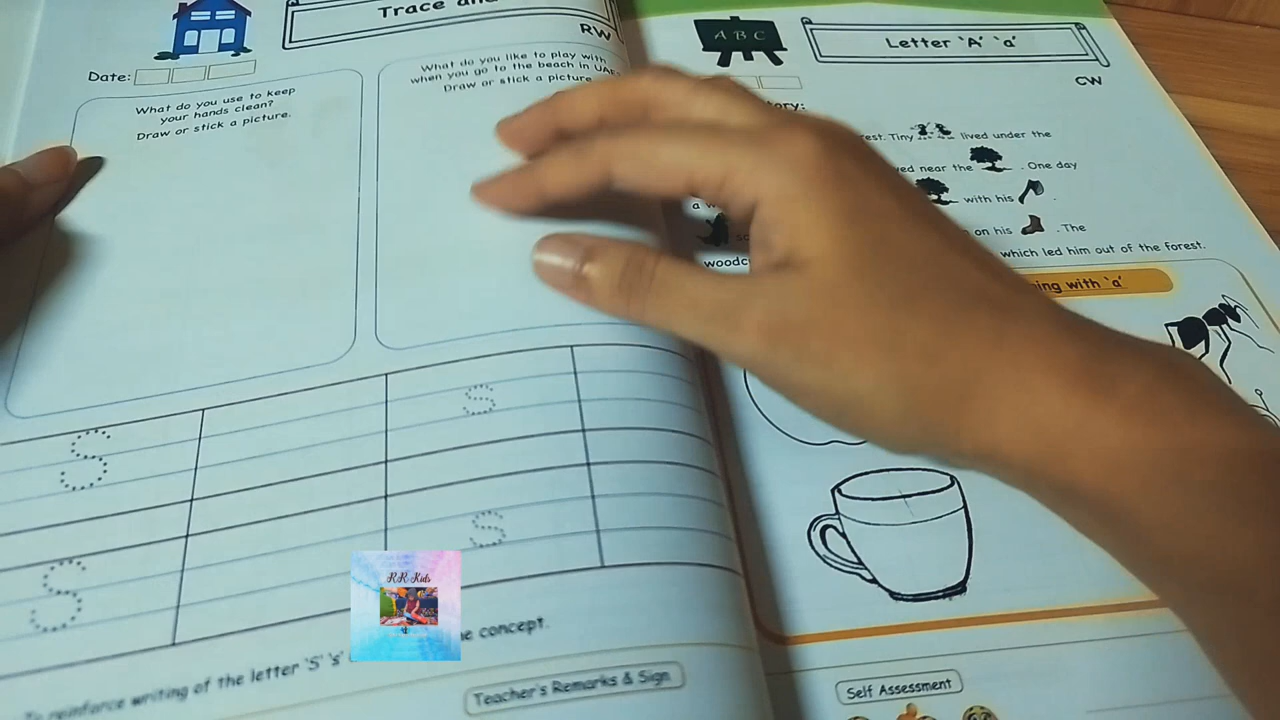 Trace and
RW
Date:
What do you use to keep
your hands clean?
Draw or stick a picture.
What do you like to play with
when you go to the beach in UAE
Draw or stick a picture
S
s
S
s
To reinforce writing of the letter 'S' 's'
concept.
Teacher's Remarks & Sign
RR Kids
A B C
Letter 'A' 'a'
CW
Tiny lived under the
near the . One day
with his .
on his . The
which led him out of the forest.
with 'a'
Self Assessment